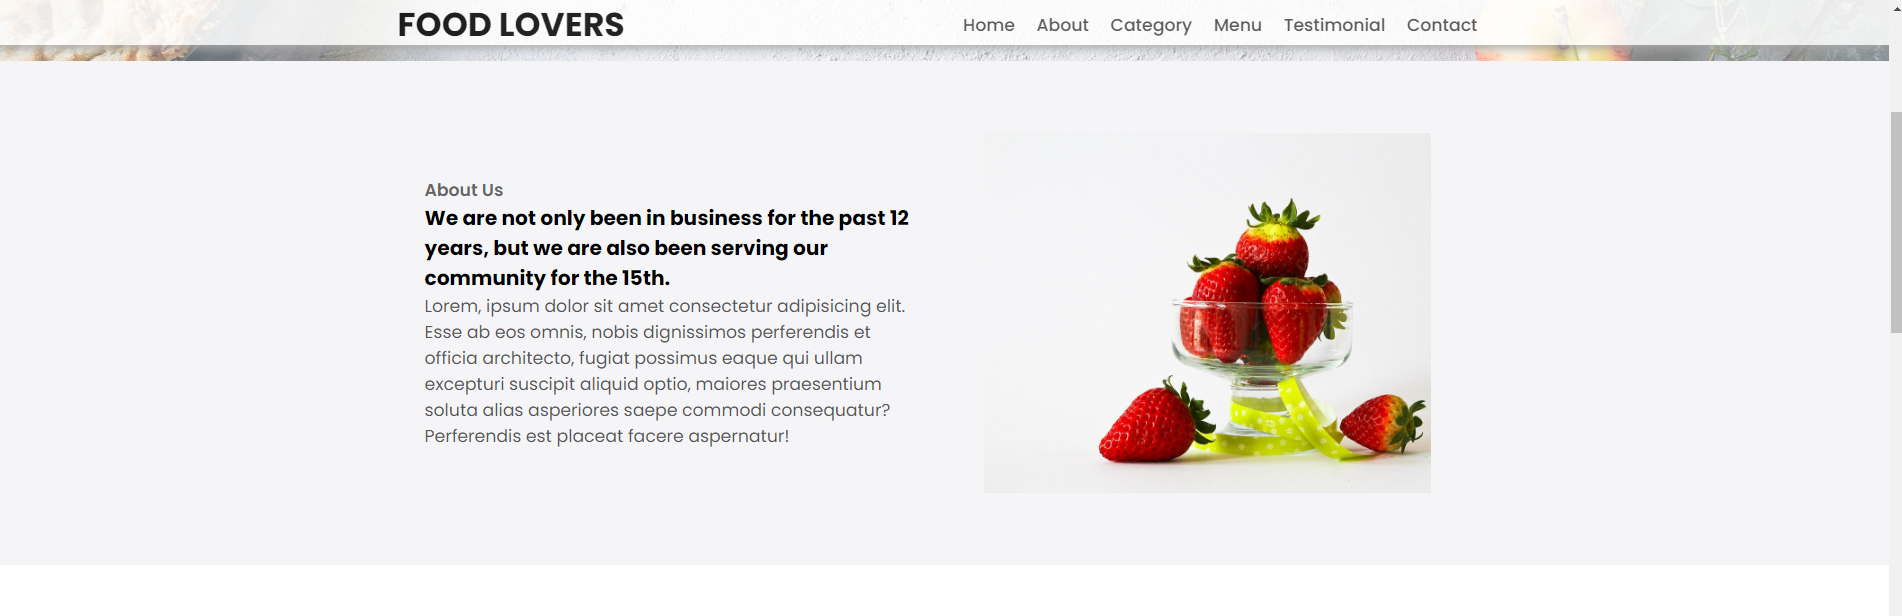 FOOD LOVERS
Home About Category Menu Testimonial Contact
About Us
We are not only been in business for the past 12
years, but we are also been serving our
community for the 15th.
Lorem, ipsum dolor sit amet consectetur adipisicing elit.
Esse ab eos omnis, nobis dignissimos perferendis et
officia architecto, fugiat possimus eaque qui ullam
excepturi suscipit aliquid optio, maiores praesentium
soluta alias asperiores saepe commodi consequatur?
Perferendis est placeat facere aspernatur!